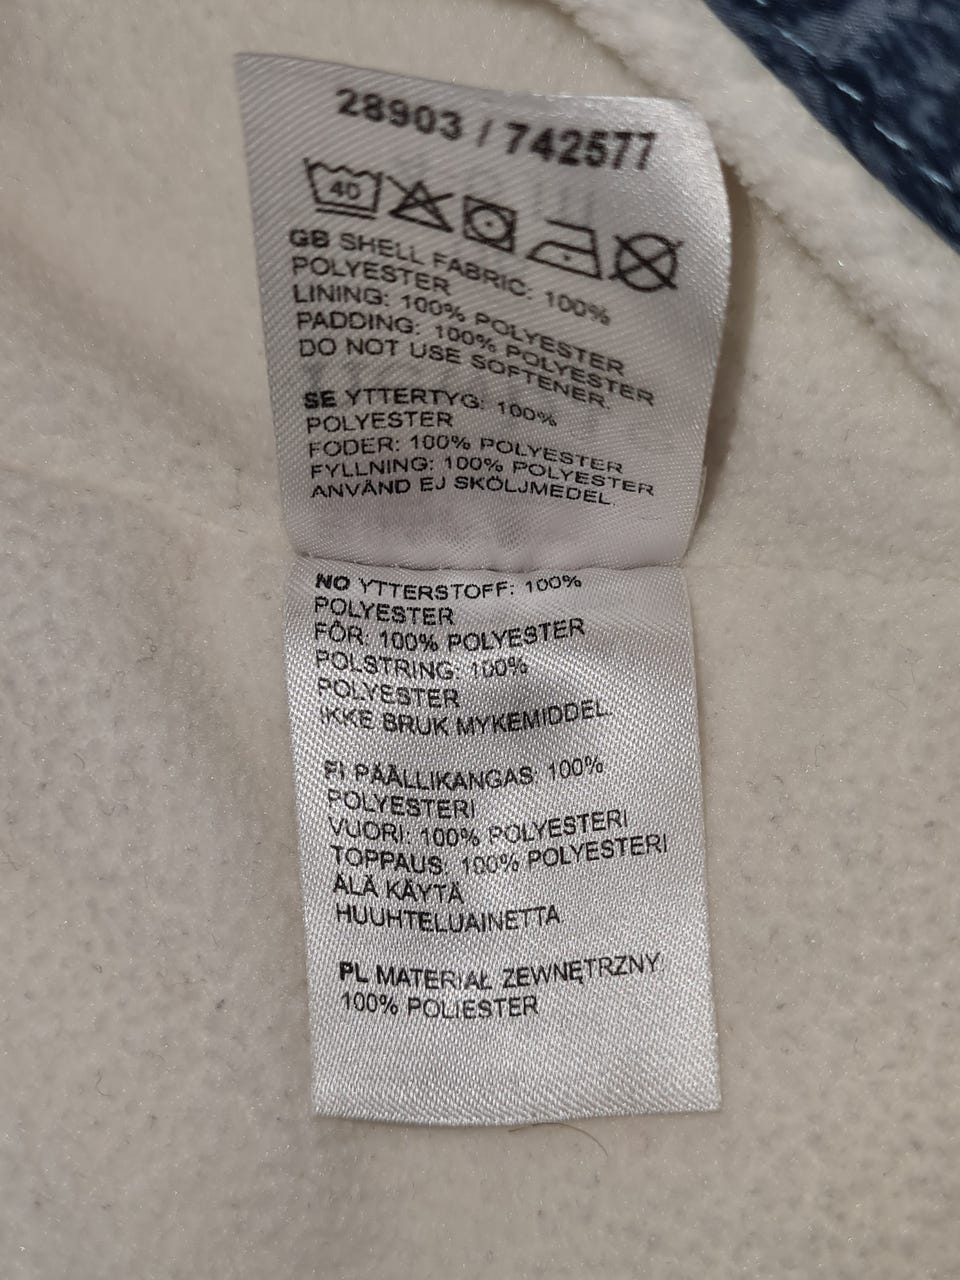 28903 / 742577
40
GB SHELL FABRIC: 100%
POLYESTER
LINING: 100% POLYESTER
PADDING: 100% POLYESTER
DO NOT USE SOFTENER.
SE YTTERTYG: 100%
POLYESTER
FODER: 100% POLYESTER
FYLLNING: 100% POLYESTER
ANVÄND EJ SKÖLJMEDEL.
NO YTTERSTOFF: 100%
POLYESTER
FÔR: 100% POLYESTER
POLSTRING: 100%
POLYESTER
IKKE BRUK MYKEMIDDEL.
FI PÄÄLLIKANGAS: 100%
POLYESTERI
VUORI: 100% POLYESTERI
TOPPAUS: 100% POLYESTERI
ÄLÄ KÄYTÄ
HUUHTELUAINETTA
PL MATERIAŁ ZEWNĘTRZNY:
100% POLIESTER